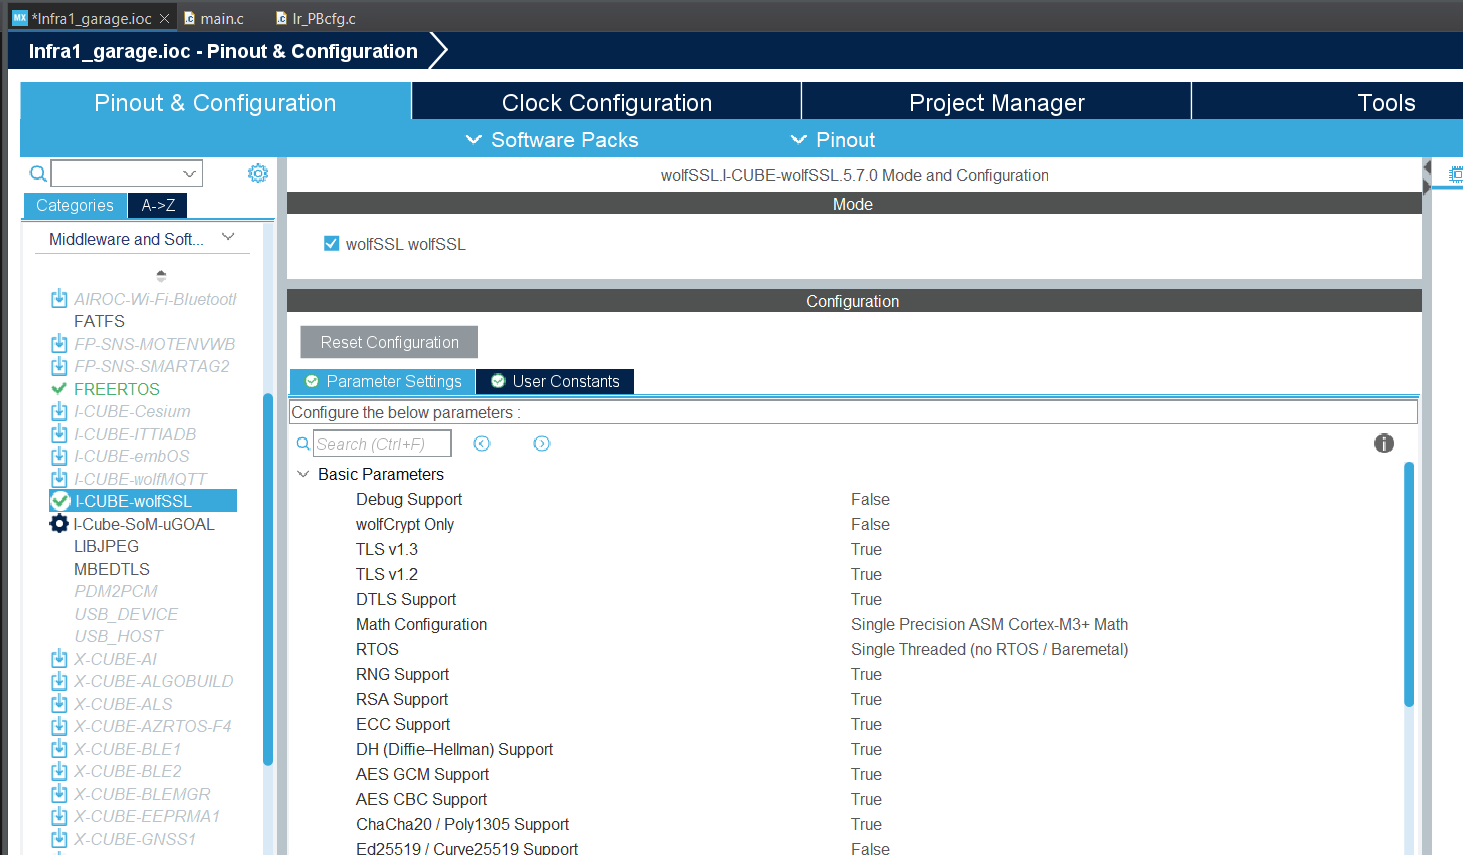 *Infra1_garage.ioc
main.c
Ir_PBcfg.c
Infra1_garage.ioc - Pinout & Configuration
Pinout & Configuration
Clock Configuration
Project Manager
Tools
Software Packs
Pinout
Categories
A->Z
Middleware and Soft...
AIROC-Wi-Fi-Bluetootl
FATFS
FP-SNS-MOTENVWB
FP-SNS-SMARTAG2
FREERTOS
I-CUBE-Cesium
I-CUBE-ITTIADB
I-CUBE-embOS
I-CUBE-wolfMQTT
I-CUBE-wolfSSL
I-Cube-SoM-uGOAL
LIBJPEG
MBEDTLS
PDM2PCM
USB_DEVICE
USB_HOST
X-CUBE-AI
X-CUBE-ALGOBUILD
X-CUBE-ALS
X-CUBE-AZRTOS-F4
X-CUBE-BLE1
X-CUBE-BLE2
X-CUBE-BLEMGR
X-CUBE-EEPRMA1
X-CUBE-GNSS1
wolfSSL.I-CUBE-wolfSSL.5.7.0 Mode and Configuration
Mode
wolfSSL wolfSSL
Configuration
Reset Configuration
Parameter Settings
User Constants
Configure the below parameters :
Search (Ctrl+F)
Basic Parameters
Debug Support False
wolfCrypt Only False
TLS v1.3 True
TLS v1.2 True
DTLS Support True
Math Configuration Single Precision ASM Cortex-M3+ Math
RTOS Single Threaded (no RTOS / Baremetal)
RNG Support True
RSA Support True
ECC Support True
DH (Diffie–Hellman) Support True
AES GCM Support True
AES CBC Support True
ChaCha20 / Poly1305 Support True
Ed25519 / Curve25519 Support False